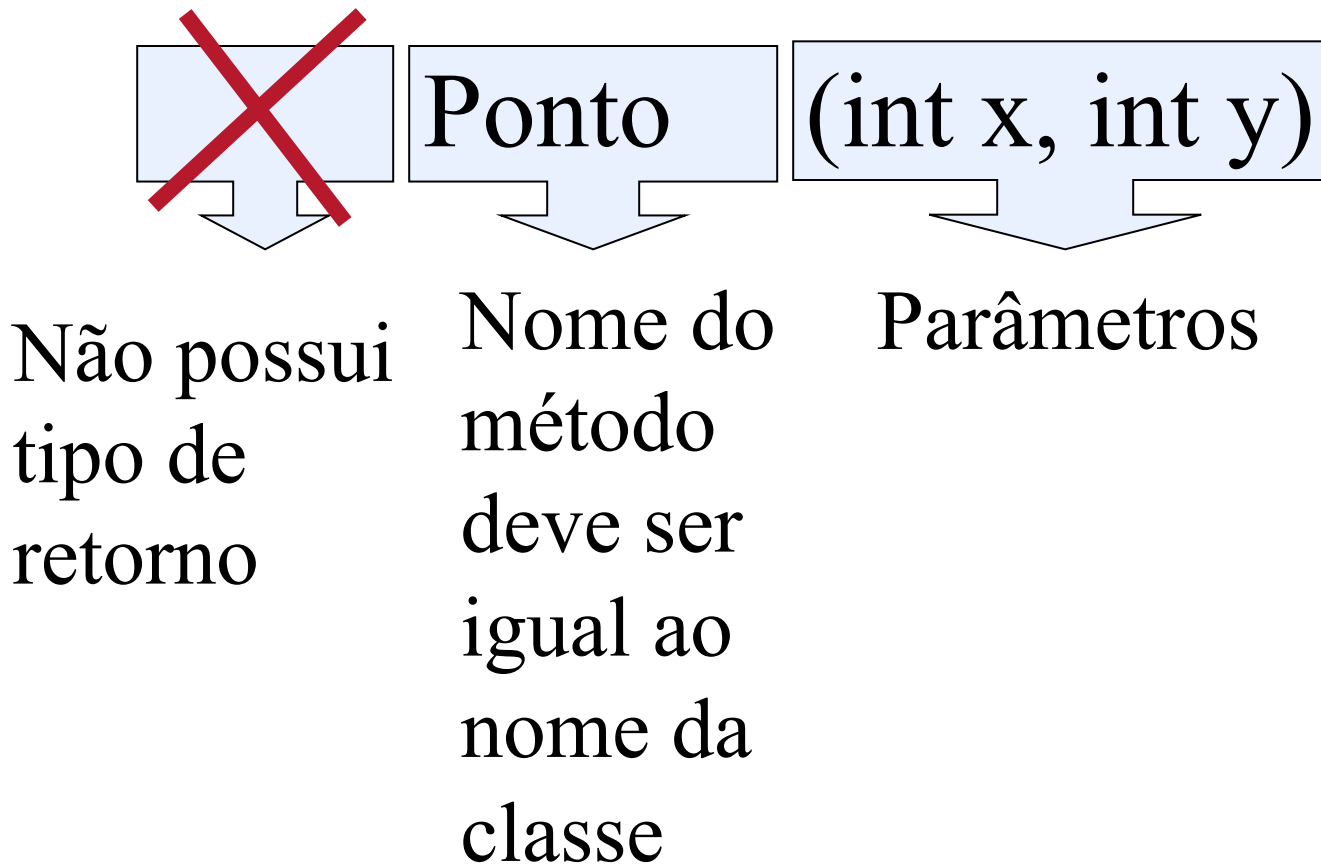 Ponto (int x, int y)
Não possui
tipo de
retorno
Nome do
método
deve ser
igual ao
nome da
classe
Parâmetros